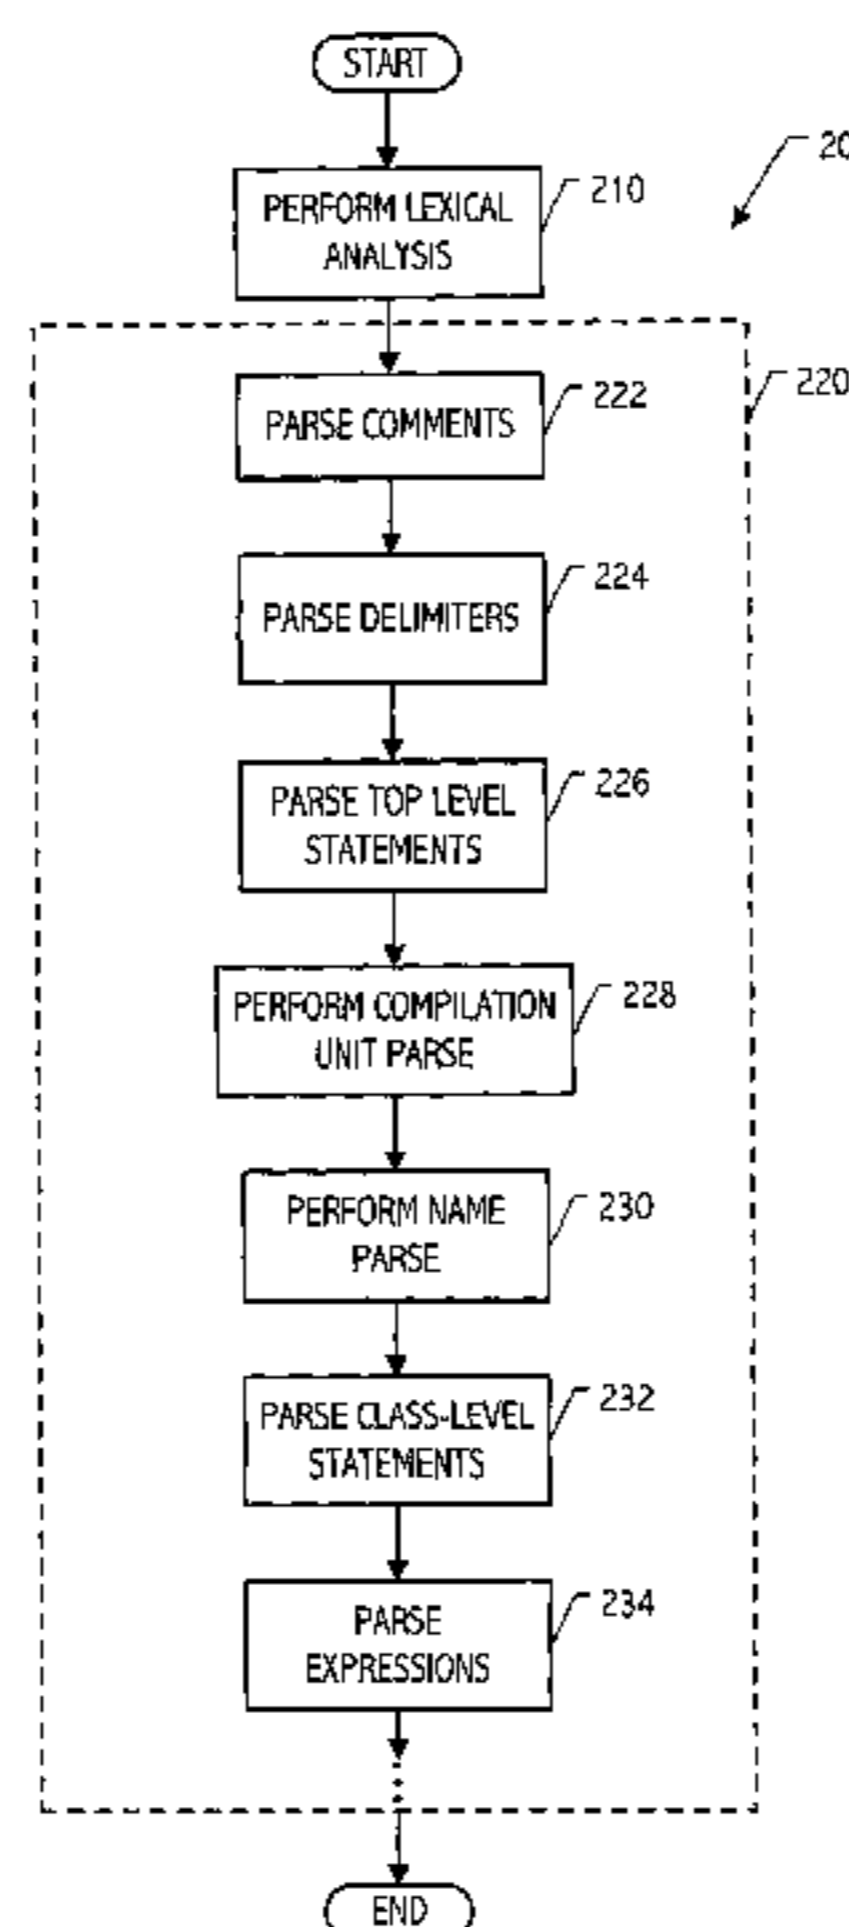 START
20
PERFORM LEXICAL
ANALYSIS
210
220
PARSE COMMENTS
222
PARSE DELIMITERS
224
PARSE TOP LEVEL
STATEMENTS
226
PERFORM COMPILATION
UNIT PARSE
228
PERFORM NAME
PARSE
230
PARSE CLASS-LEVEL
STATEMENTS
232
PARSE
EXPRESSIONS
234
END